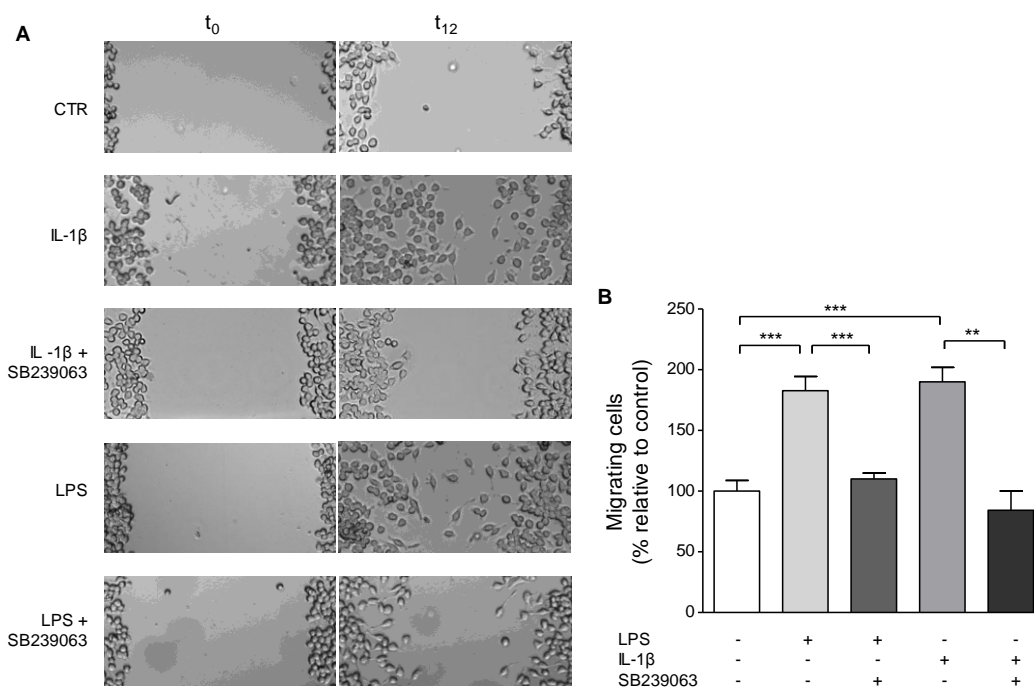 A
t0
t12
CTR
IL-1β
IL -1β +
SB239063
LPS
LPS +
SB239063
B
Migrating cells
(% relative to control)
250
200
150
100
50
0
***
***
***
**
LPS - + + - -
IL-1β - - - + +
SB239063 - - + - +